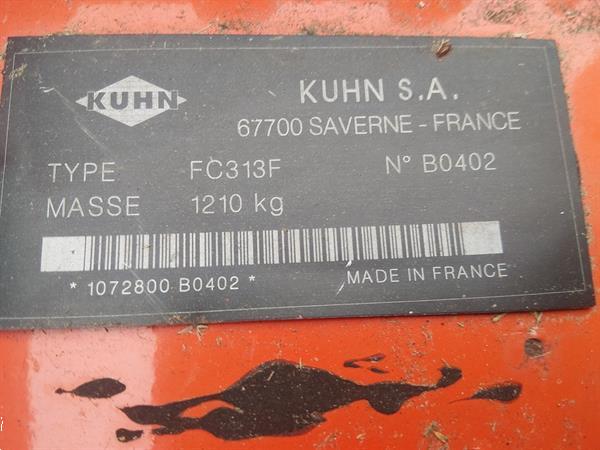 KUHN
KUHN S.A.
67700 SAVERNE - FRANCE
TYPE FC313F N° B0402
MASSE 1210 kg
* 1072800 B0402 *
MADE IN FRANCE